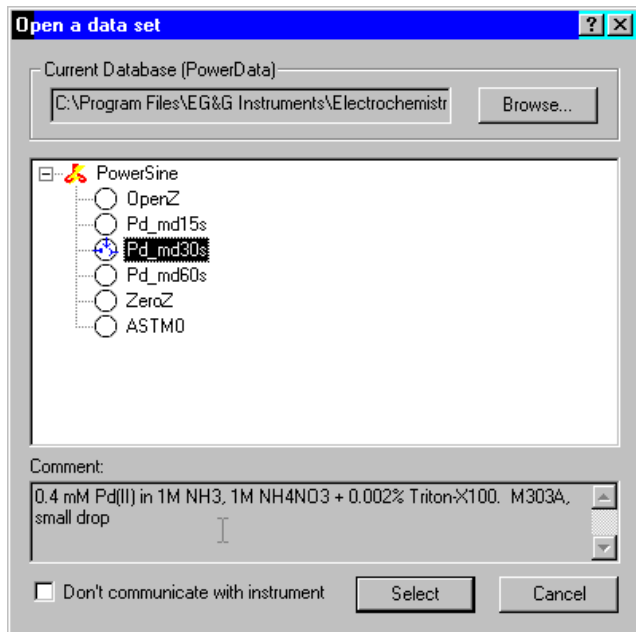 Open a data set
Current Database (PowerData)
C:\Program Files\EG&G Instruments\Electrochemistr
Browse...
PowerSine
OpenZ
Pd_md15s
Pd_md30s
Pd_md60s
ZeroZ
ASTM0
Comment:
0.4 mM Pd(II) in 1M NH3, 1M NH4NO3 + 0.002% Triton-X100.  M303A,
small drop
Don't communicate with instrument
Select
Cancel